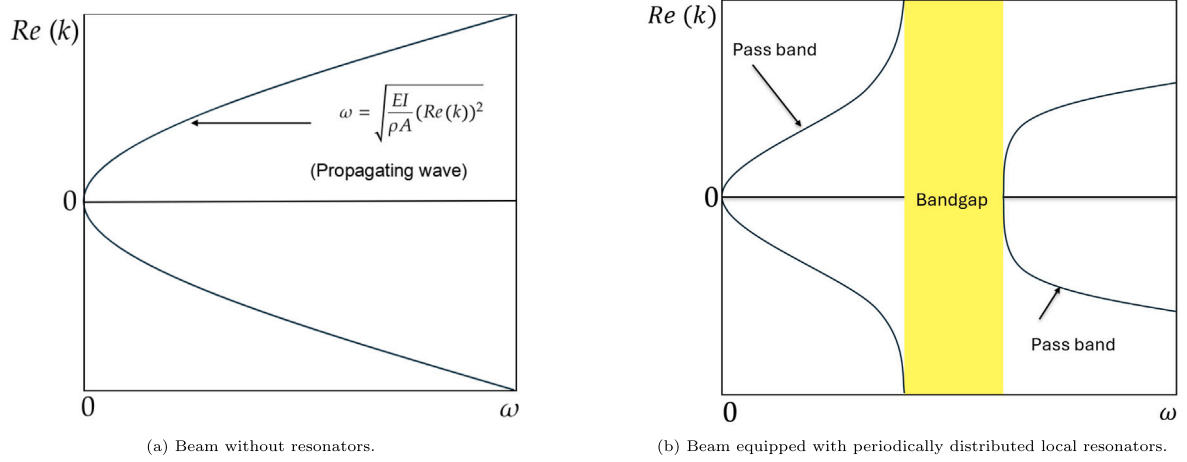 Re (k)
ω = √(EI/ρA (Re(k))²)
(Propagating wave)
0
0
ω
(a) Beam without resonators.
Re (k)
Pass band
0
Bandgap
Pass band
0
ω
(b) Beam equipped with periodically distributed local resonators.